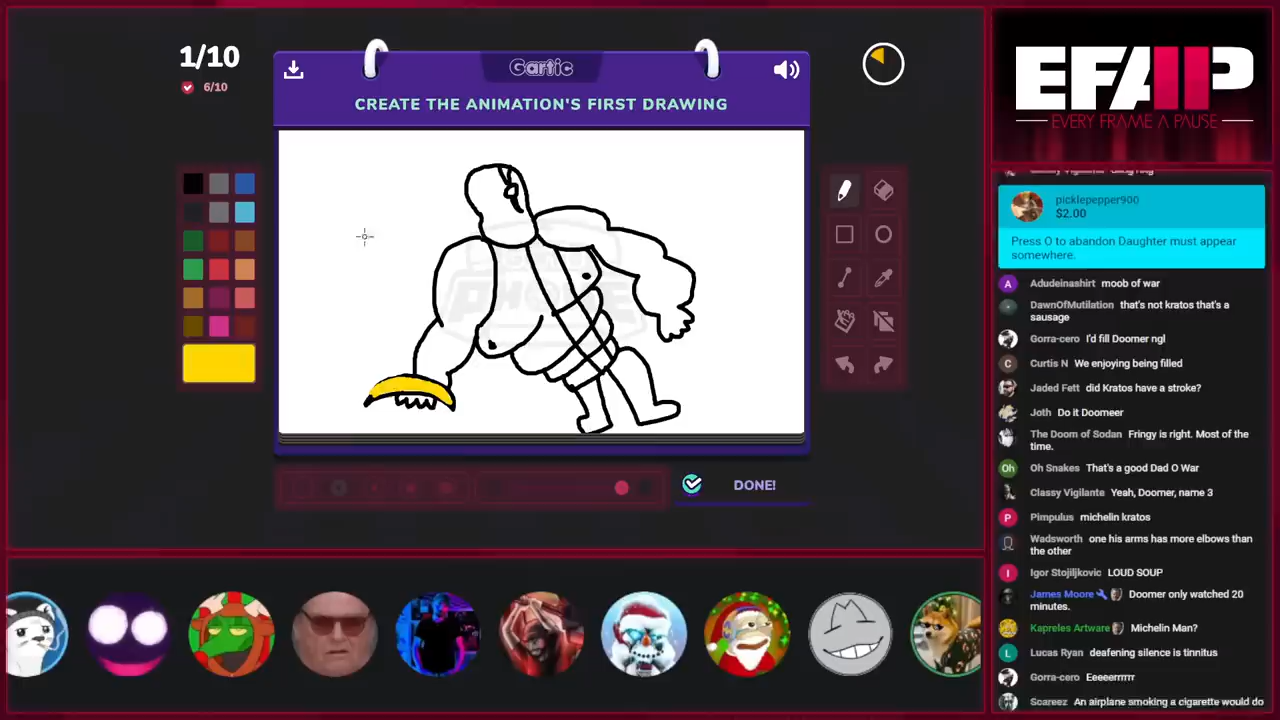 1/10
6/10
Gartic
CREATE THE ANIMATION'S FIRST DRAWING
PHONE
DONE!
EFAP
EVERY FRAME A PAUSE
picklepepper900
$2.00
Press O to abandon Daughter must appear
somewhere.
Adudeinashirt moob of war
DawnOfMutilation that's not kratos that's a
sausage
Gorra-cero I'd fill Doomer ngl
Curtis N We enjoying being filled
Jaded Fett did Kratos have a stroke?
Joth Do it Doomeer
The Doom of Sodan Fringy is right. Most of the
time.
Oh Snakes That's a good Dad O War
Classy Vigilante Yeah, Doomer, name 3
Pimpulus michelin kratos
Wadsworth one his arms has more elbows than
the other
Igor Stojiljkovic LOUD SOUP
James Moore Doomer only watched 20
minutes.
Kapreles Artware Michelin Man?
Lucas Ryan deafening silence is tinnitus
Gorra-cero Eeeeerrrrrr
Scareez An airplane smoking a cigarette would do